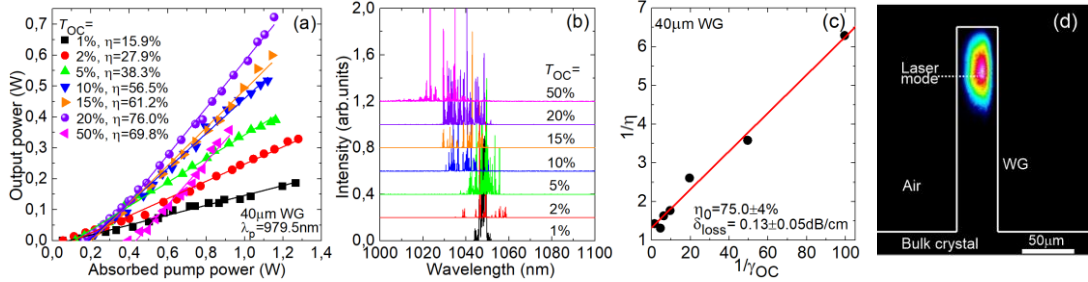 (a)
T_OC=
1%, η=15.9%
2%, η=27.9%
5%, η=38.3%
10%, η=56.5%
15%, η=61.2%
20%, η=76.0%
50%, η=69.8%
40μm WG
λ_p=979.5nm
Output power (W)
0,7
0,6
0,5
0,4
0,3
0,2
0,1
0,0
0,0 0,2 0,4 0,6 0,8 1,0 1,2 1,4
Absorbed pump power (W)
(b)
T_OC=
50%
20%
15%
10%
5%
2%
1%
Intensity (arb.units)
2,0
1,6
1,2
0,8
0,4
0,0
1000 1020 1040 1060 1080 1100
Wavelength (nm)
(c)
40μm WG
η_0=75.0±4%
δ_loss= 0.13±0.05dB/cm
1/η
7
6
5
4
3
2
1
0
0 20 40 60 80 100
1/γ_OC
(d)
Laser
mode
WG
Air
Bulk crystal
50μm